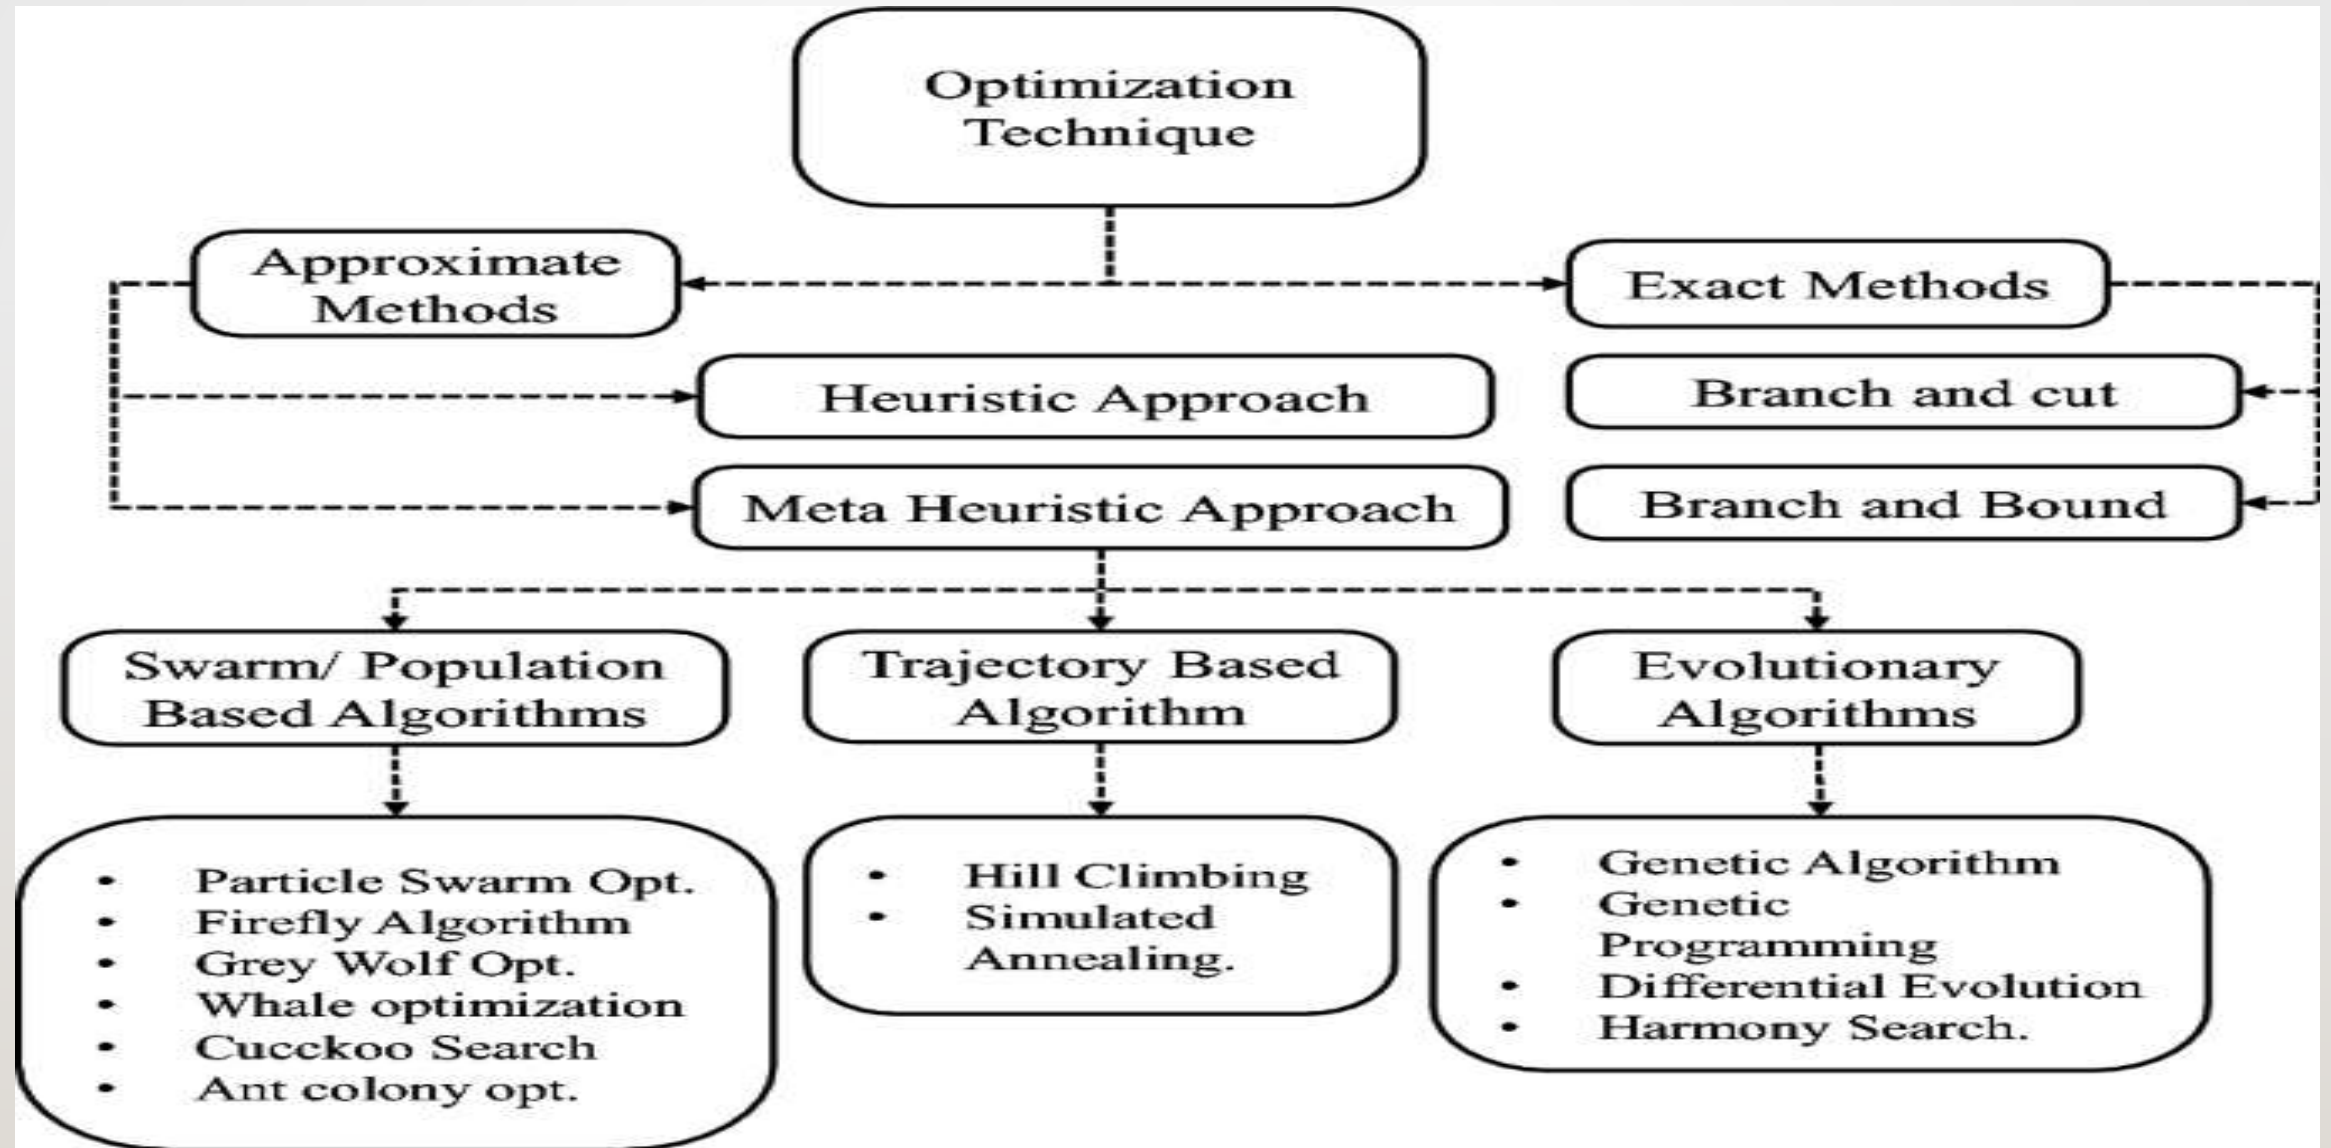 Optimization
Technique
Approximate
Methods
Exact Methods
Heuristic Approach
Branch and cut
Meta Heuristic Approach
Branch and Bound
Swarm/ Population
Based Algorithms
Trajectory Based
Algorithm
Evolutionary
Algorithms
• Particle Swarm Opt.
• Firefly Algorithm
• Grey Wolf Opt.
• Whale optimization
• Cucckoo Search
• Ant colony opt.
• Hill Climbing
• Simulated
Annealing.
• Genetic Algorithm
• Genetic
Programming
• Differential Evolution
• Harmony Search.